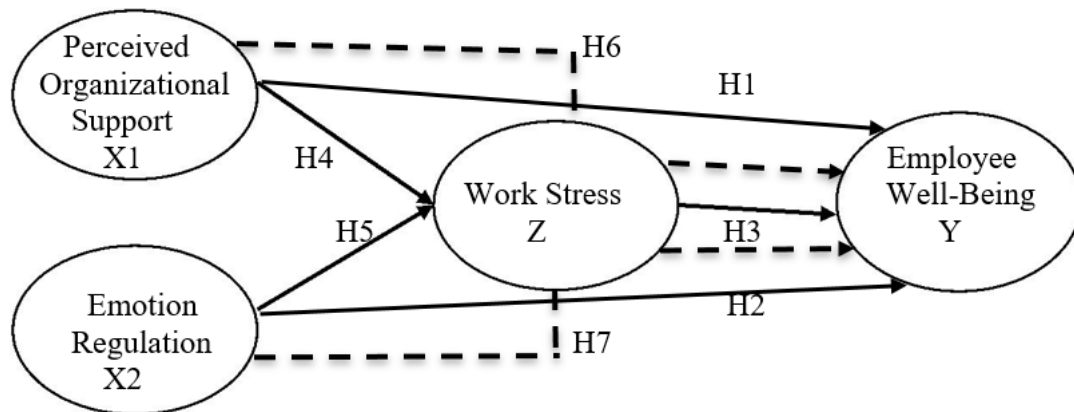 Perceived
Organizational
Support
X1
H6
H1
H4
Work Stress
Z
Employee
Well-Being
Y
H5
H3
Emotion
Regulation
X2
H2
H7